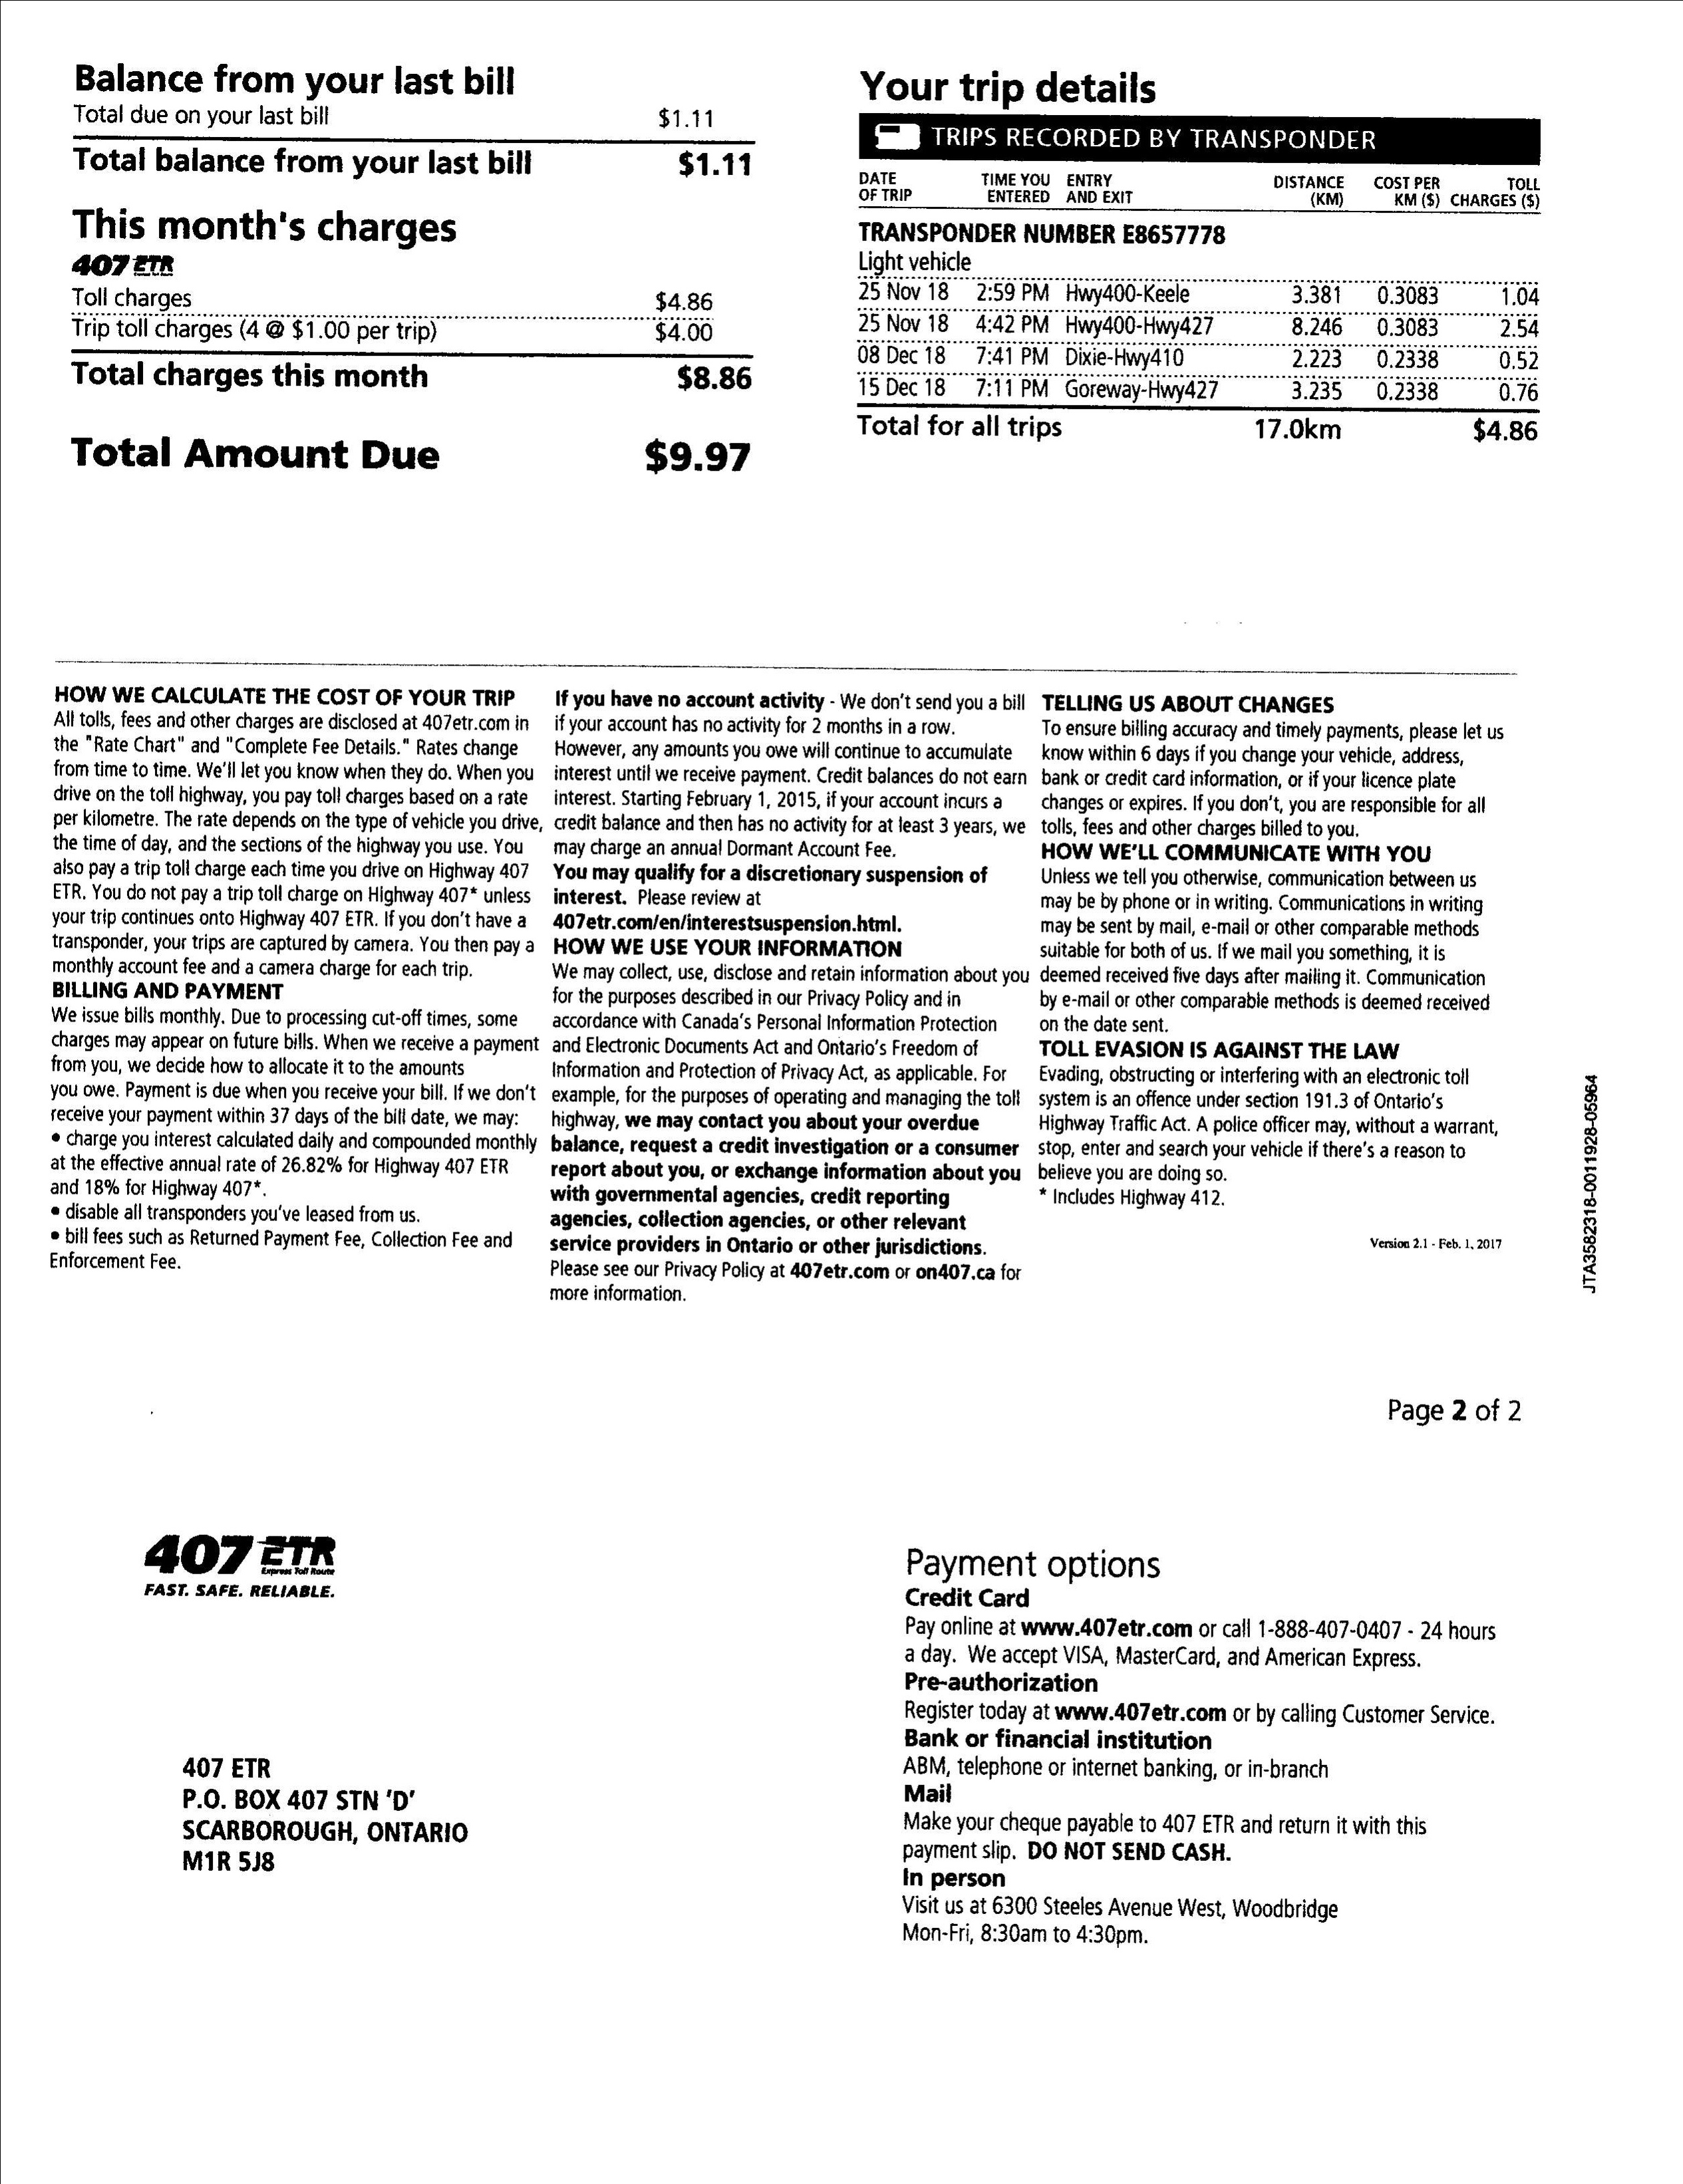 Balance from your last bill
Total due on your last bill $1.11
Total balance from your last bill $1.11
This month's charges
407 ETR
Toll charges $4.86
Trip toll charges (4 @ $1.00 per trip) $4.00
Total charges this month $8.86
Total Amount Due $9.97
Your trip details
TRIPS RECORDED BY TRANSPONDER
DATE OF TRIP TIME YOU ENTERED ENTRY AND EXIT DISTANCE (KM) COST PER KM ($) TOLL CHARGES ($)
TRANSPONDER NUMBER E8657778
Light vehicle
25 Nov 18 2:59 PM Hwy400-Keele 3.381 0.3083 1.04
25 Nov 18 4:42 PM Hwy400-Hwy427 8.246 0.3083 2.54
08 Dec 18 7:41 PM Dixie-Hwy410 2.223 0.2338 0.52
15 Dec 18 7:11 PM Goreway-Hwy427 3.235 0.2338 0.76
Total for all trips 17.0km $4.86
HOW WE CALCULATE THE COST OF YOUR TRIP
All tolls, fees and other charges are disclosed at 407etr.com in
the "Rate Chart" and "Complete Fee Details." Rates change
from time to time. We'll let you know when they do. When you
drive on the toll highway, you pay toll charges based on a rate
per kilometre. The rate depends on the type of vehicle you drive,
the time of day, and the sections of the highway you use. You
also pay a trip toll charge each time you drive on Highway 407
ETR. You do not pay a trip toll charge on Highway 407* unless
your trip continues onto Highway 407 ETR. If you don't have a
transponder, your trips are captured by camera. You then pay a
monthly account fee and a camera charge for each trip.
BILLING AND PAYMENT
We issue bills monthly. Due to processing cut-off times, some
charges may appear on future bills. When we receive a payment
from you, we decide how to allocate it to the amounts
you owe. Payment is due when you receive your bill. If we don't
receive your payment within 37 days of the bill date, we may:
• charge you interest calculated daily and compounded monthly
at the effective annual rate of 26.82% for Highway 407 ETR
and 18% for Highway 407*.
• disable all transponders you've leased from us.
• bill fees such as Returned Payment Fee, Collection Fee and
Enforcement Fee.
If you have no account activity - We don't send you a bill
if your account has no activity for 2 months in a row.
However, any amounts you owe will continue to accumulate
interest until we receive payment. Credit balances do not earn
interest. Starting February 1, 2015, if your account incurs a
credit balance and then has no activity for at least 3 years, we
may charge an annual Dormant Account Fee.
You may qualify for a discretionary suspension of
interest. Please review at
407etr.com/en/interestsuspension.html.
HOW WE USE YOUR INFORMATION
We may collect, use, disclose and retain information about you
for the purposes described in our Privacy Policy and in
accordance with Canada's Personal Information Protection
and Electronic Documents Act and Ontario's Freedom of
Information and Protection of Privacy Act, as applicable. For
example, for the purposes of operating and managing the toll
highway, we may contact you about your overdue
balance, request a credit investigation or a consumer
report about you, or exchange information about you
with governmental agencies, credit reporting
agencies, collection agencies, or other relevant
service providers in Ontario or other jurisdictions.
Please see our Privacy Policy at 407etr.com or on407.ca for
more information.
TELLING US ABOUT CHANGES
To ensure billing accuracy and timely payments, please let us
know within 6 days if you change your vehicle, address,
bank or credit card information, or if your licence plate
changes or expires. If you don't, you are responsible for all
tolls, fees and other charges billed to you.
HOW WE'LL COMMUNICATE WITH YOU
Unless we tell you otherwise, communication between us
may be by phone or in writing. Communications in writing
may be sent by mail, e-mail or other comparable methods
suitable for both of us. If we mail you something, it is
deemed received five days after mailing it. Communication
by e-mail or other comparable methods is deemed received
on the date sent.
TOLL EVASION IS AGAINST THE LAW
Evading, obstructing or interfering with an electronic toll
system is an offence under section 191.3 of Ontario's
Highway Traffic Act. A police officer may, without a warrant,
stop, enter and search your vehicle if there's a reason to
believe you are doing so.
* Includes Highway 412.
Version 2.1 - Feb. 1, 2017
JTA3582318-0011928-05964
Page 2 of 2
407 ETR
Express Toll Route
FAST. SAFE. RELIABLE.
407 ETR
P.O. BOX 407 STN 'D'
SCARBOROUGH, ONTARIO
M1R 5J8
Payment options
Credit Card
Pay online at www.407etr.com or call 1-888-407-0407 - 24 hours
a day. We accept VISA, MasterCard, and American Express.
Pre-authorization
Register today at www.407etr.com or by calling Customer Service.
Bank or financial institution
ABM, telephone or internet banking, or in-branch
Mail
Make your cheque payable to 407 ETR and return it with this
payment slip. DO NOT SEND CASH.
In person
Visit us at 6300 Steeles Avenue West, Woodbridge
Mon-Fri, 8:30am to 4:30pm.